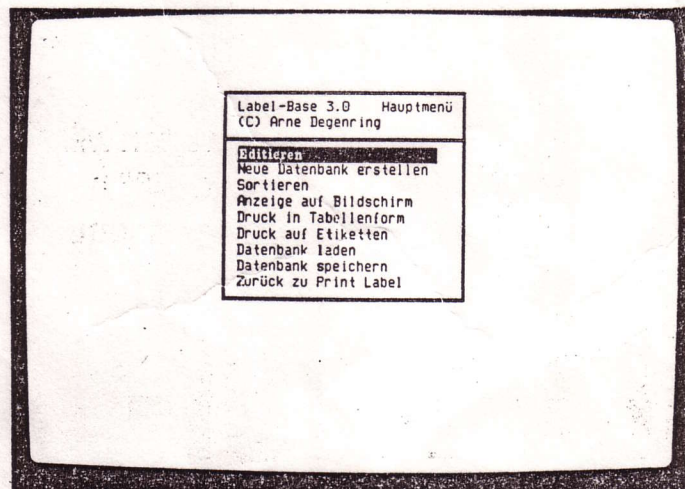 Label-Base 3.0 Hauptmenü
(C) Arne Degenring
Editieren
Neue Datenbank erstellen
Sortieren
Anzeige auf Bildschirm
Druck in Tabellenform
Druck auf Etiketten
Datenbank laden
Datenbank speichern
Zurück zu Print Label